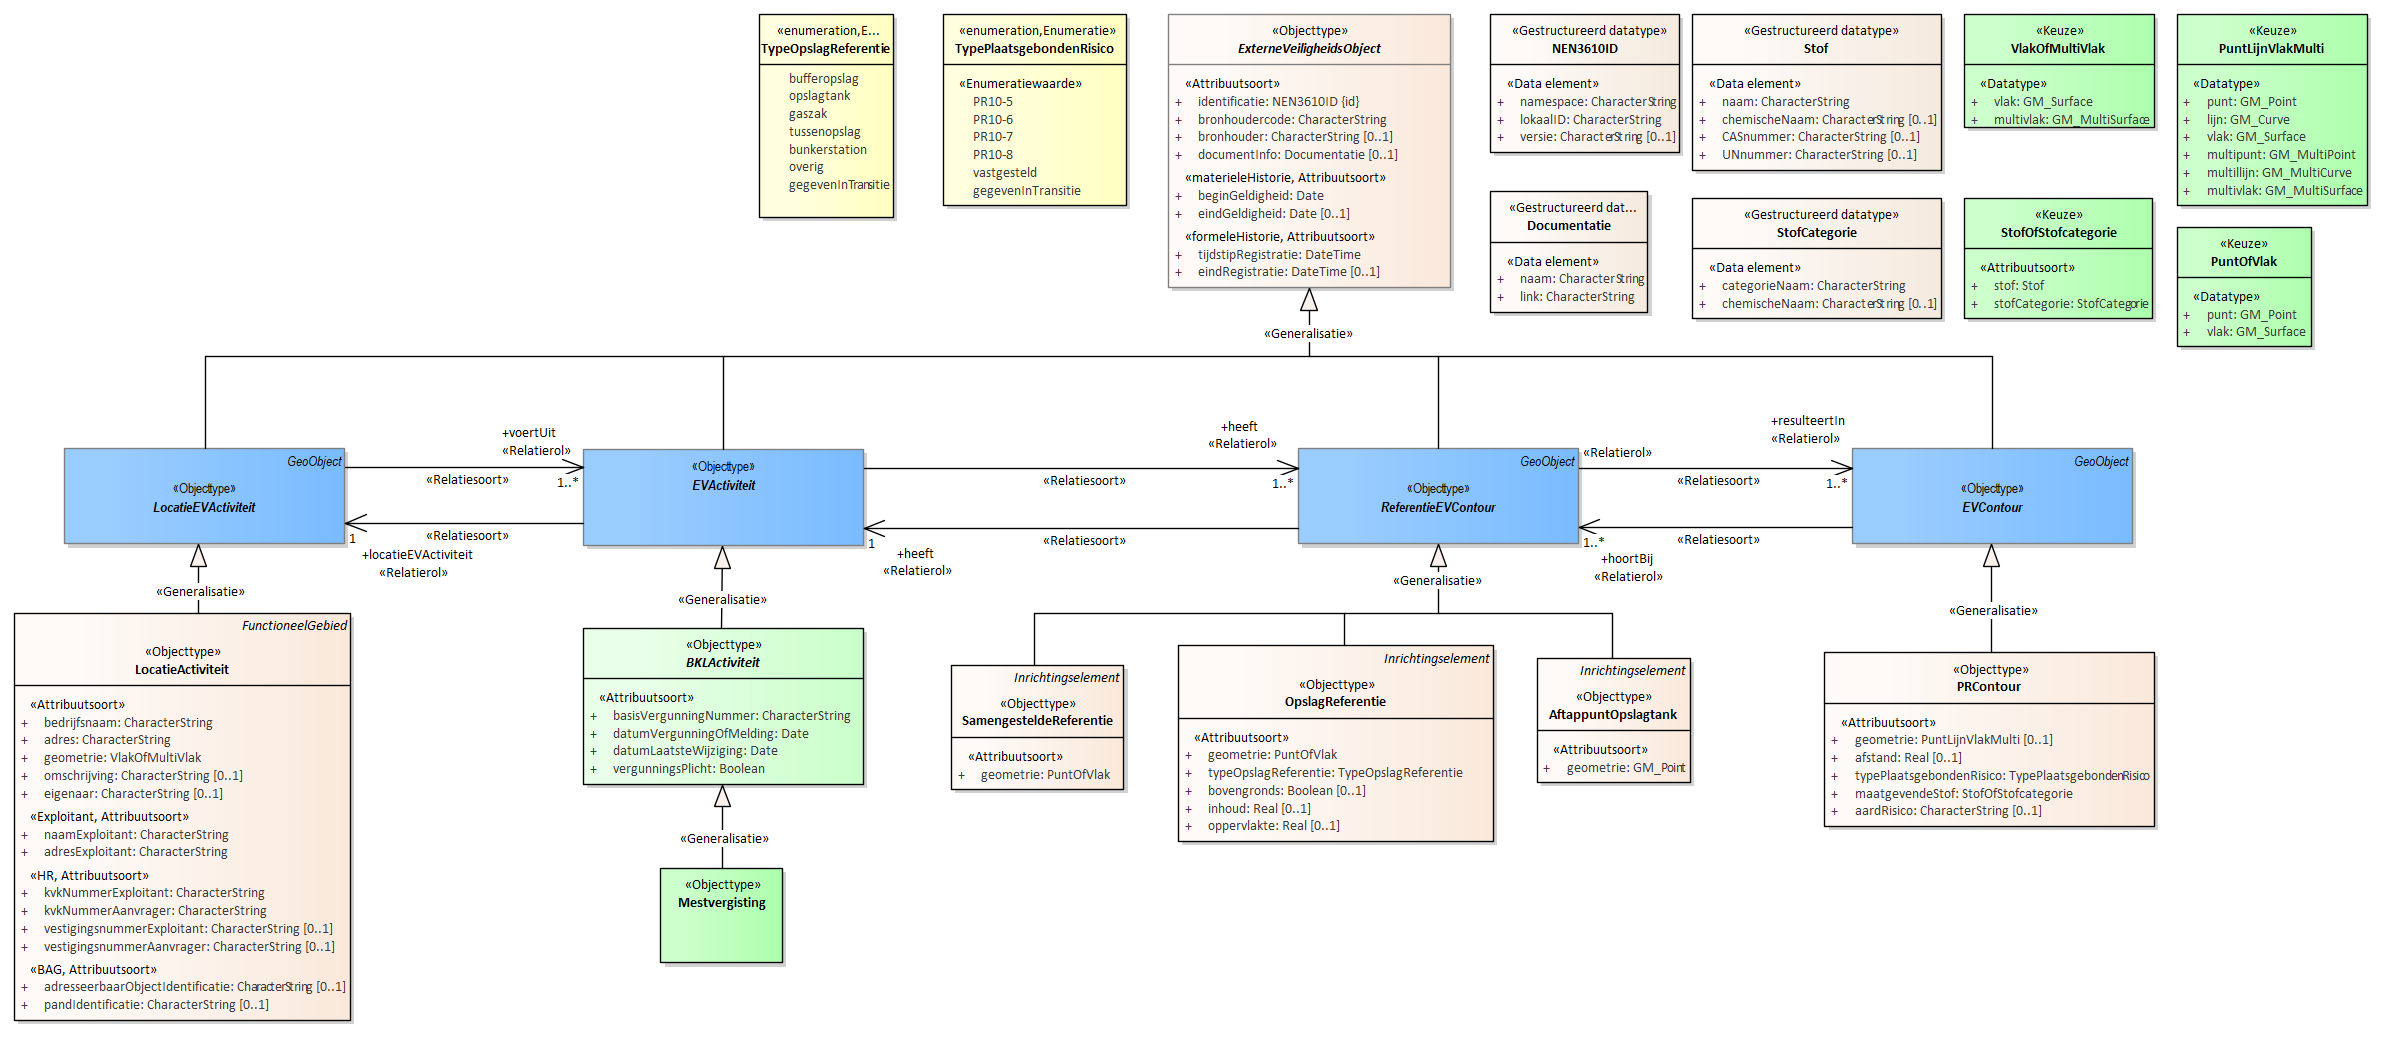 «enumeration,E...
TypeOpslagReferentie
bufferopslag
opslagtank
gaszak
tussenopslag
bunkerstation
overig
gegevenInTransitie
«enumeration,Enumeratie»
TypePlaatsgebondenRisico
«Enumeratiewaarde»
PR10-5
PR10-6
PR10-7
PR10-8
vastgesteld
gegevenInTransitie
«Objecttype»
ExterneVeiligheidsObject
«Attribuutsoort»
+ identificatie: NEN3610ID {id}
+ bronhoudercode: CharacterString
+ bronhouder: CharacterString [0..1]
+ documentInfo: Documentatie [0..1]
«materieleHistorie, Attribuutsoort»
+ beginGeldigheid: Date
+ eindGeldigheid: Date [0..1]
«formeleHistorie, Attribuutsoort»
+ tijdstipRegistratie: DateTime
+ eindRegistratie: DateTime [0..1]
«Gestructureerd datatype»
NEN3610ID
«Data element»
+ namespace: CharacterString
+ lokaalID: CharacterString
+ versie: CharacterString [0..1]
«Gestructureerd dat...
Documentatie
«Data element»
+ naam: CharacterString
+ link: CharacterString
«Gestructureerd datatype»
Stof
«Data element»
+ naam: CharacterString
+ chemischeNaam: CharacterString [0..1]
+ CASnummer: CharacterString [0..1]
+ UNnummer: CharacterString [0..1]
«Gestructureerd datatype»
StofCategorie
«Data element»
+ categorieNaam: CharacterString
+ chemischeNaam: CharacterString [0..1]
«Keuze»
VlakOfMultiVlak
«Datatype»
+ vlak: GM_Surface
+ multivlak: GM_MultiSurface
«Keuze»
StofOfStofcategorie
«Attribuutsoort»
+ stof: Stof
+ stofCategorie: StofCategorie
«Keuze»
PuntLijnVlakMulti
«Datatype»
+ punt: GM_Point
+ lijn: GM_Curve
+ vlak: GM_Surface
+ multipunt: GM_MultiPoint
+ multilijn: GM_MultiCurve
+ multivlak: GM_MultiSurface
«Keuze»
PuntOfVlak
«Datatype»
+ punt: GM_Point
+ vlak: GM_Surface
«Generalisatie»
GeoObject
«Objecttype»
LocatieEVActiviteit
+voertUit
«Relatierol»
«Relatiesoort»
1..*
«Relatiesoort»
1
+locatieEVActiviteit
«Relatierol»
«Objecttype»
EVActiviteit
+heeft
«Relatierol»
«Relatiesoort»
1..*
«Relatiesoort»
1
+heeft
«Relatierol»
GeoObject
«Objecttype»
ReferentieEVContour
«Relatierol»
+resulteertIn
«Relatierol»
«Relatiesoort»
1..*
«Relatiesoort»
1..*
+hoortBij
«Relatierol»
GeoObject
«Objecttype»
EVContour
«Generalisatie»
«Generalisatie»
«Generalisatie»
«Generalisatie»
FunctioneelGebied
«Objecttype»
LocatieActiviteit
«Attribuutsoort»
+ bedrijfsnaam: CharacterString
+ adres: CharacterString
+ geometrie: VlakOfMultiVlak
+ omschrijving: CharacterString [0..1]
+ eigenaar: CharacterString [0..1]
«Exploitant, Attribuutsoort»
+ naamExploitant: CharacterString
+ adresExploitant: CharacterString
«HR, Attribuutsoort»
+ kvkNummerExploitant: CharacterString
+ kvkNummerAanvrager: CharacterString
+ vestigingsnummerExploitant: CharacterString [0..1]
+ vestigingsnummerAanvrager: CharacterString [0..1]
«BAG, Attribuutsoort»
+ adresseerbaarObjectIdentificatie: CharacterString [0..1]
+ pandIdentificatie: CharacterString [0..1]
«Objecttype»
BKLActiviteit
«Attribuutsoort»
+ basisVergunningNummer: CharacterString
+ datumVergunningOfMelding: Date
+ datumLaatsteWijziging: Date
+ vergunningsPlicht: Boolean
«Generalisatie»
«Objecttype»
Mestvergisting
Inrichtingselement
«Objecttype»
SamengesteldeReferentie
«Attribuutsoort»
+ geometrie: PuntOfVlak
Inrichtingselement
«Objecttype»
OpslagReferentie
«Attribuutsoort»
+ geometrie: PuntOfVlak
+ typeOpslagReferentie: TypeOpslagReferentie
+ bovengronds: Boolean [0..1]
+ inhoud: Real [0..1]
+ oppervlakte: Real [0..1]
Inrichtingselement
«Objecttype»
AftappuntOpslagtank
«Attribuutsoort»
+ geometrie: GM_Point
«Objecttype»
PRContour
«Attribuutsoort»
+ geometrie: PuntLijnVlakMulti [0..1]
+ afstand: Real [0..1]
+ typePlaatsgebondenRisico: TypePlaatsgebondenRisico
+ maatgevendeStof: StofOfStofcategorie
+ aardRisico: CharacterString [0..1]